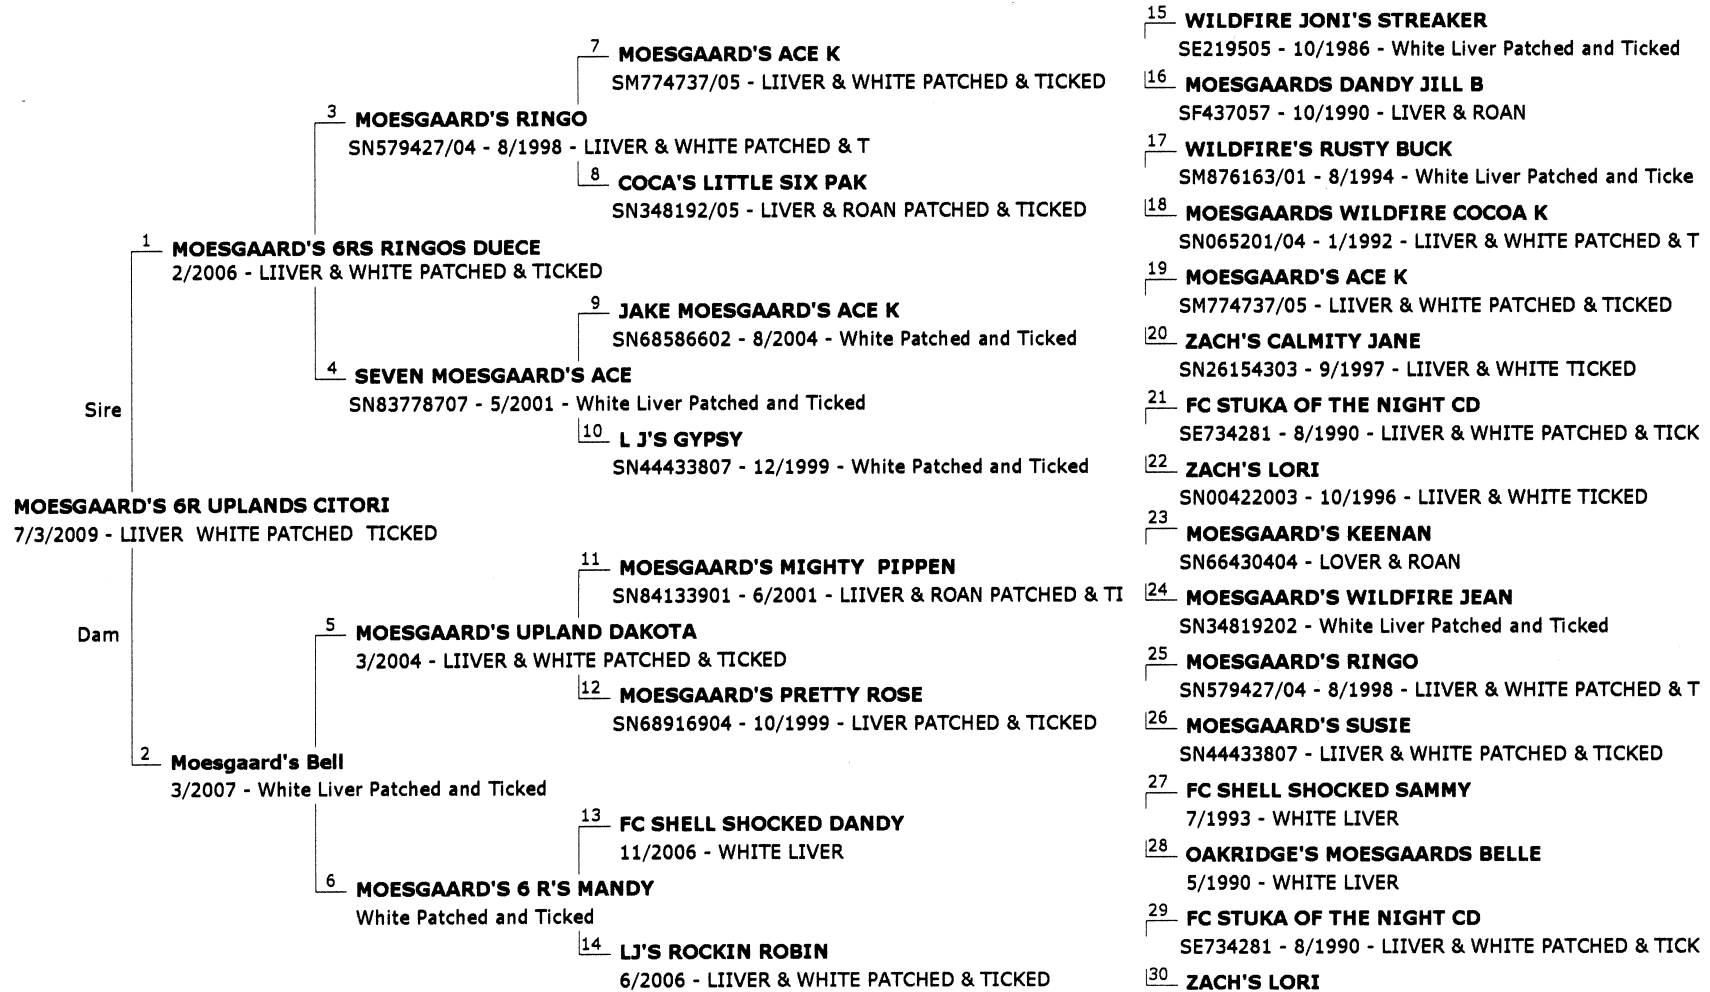 MOESGAARD'S 6R UPLANDS CITORI
7/3/2009 - LIIVER WHITE PATCHED TICKED
Sire
Dam
1 MOESGAARD'S 6RS RINGOS DUECE
2/2006 - LIIVER & WHITE PATCHED & TICKED
2 Moesgaard's Bell
3/2007 - White Liver Patched and Ticked
3 MOESGAARD'S RINGO
SN579427/04 - 8/1998 - LIIVER & WHITE PATCHED & T
4 SEVEN MOESGAARD'S ACE
SN83778707 - 5/2001 - White Liver Patched and Ticked
5 MOESGAARD'S UPLAND DAKOTA
3/2004 - LIIVER & WHITE PATCHED & TICKED
6 MOESGAARD'S 6 R'S MANDY
White Patched and Ticked
7 MOESGAARD'S ACE K
SM774737/05 - LIIVER & WHITE PATCHED & TICKED
8 COCA'S LITTLE SIX PAK
SN348192/05 - LIVER & ROAN PATCHED & TICKED
9 JAKE MOESGAARD'S ACE K
SN68586602 - 8/2004 - White Patched and Ticked
10 L J'S GYPSY
SN44433807 - 12/1999 - White Patched and Ticked
11 MOESGAARD'S MIGHTY PIPPEN
SN84133901 - 6/2001 - LIIVER & ROAN PATCHED & TI
12 MOESGAARD'S PRETTY ROSE
SN68916904 - 10/1999 - LIVER PATCHED & TICKED
13 FC SHELL SHOCKED DANDY
11/2006 - WHITE LIVER
14 LJ'S ROCKIN ROBIN
6/2006 - LIIVER & WHITE PATCHED & TICKED
15 WILDFIRE JONI'S STREAKER
SE219505 - 10/1986 - White Liver Patched and Ticked
16 MOESGAARDS DANDY JILL B
SF437057 - 10/1990 - LIVER & ROAN
17 WILDFIRE'S RUSTY BUCK
SM876163/01 - 8/1994 - White Liver Patched and Ticke
18 MOESGAARDS WILDFIRE COCOA K
SN065201/04 - 1/1992 - LIIVER & WHITE PATCHED & T
19 MOESGAARD'S ACE K
SM774737/05 - LIIVER & WHITE PATCHED & TICKED
20 ZACH'S CALMITY JANE
SN26154303 - 9/1997 - LIIVER & WHITE TICKED
21 FC STUKA OF THE NIGHT CD
SE734281 - 8/1990 - LIIVER & WHITE PATCHED & TICK
22 ZACH'S LORI
SN00422003 - 10/1996 - LIIVER & WHITE TICKED
23 MOESGAARD'S KEENAN
SN66430404 - LOVER & ROAN
24 MOESGAARD'S WILDFIRE JEAN
SN34819202 - White Liver Patched and Ticked
25 MOESGAARD'S RINGO
SN579427/04 - 8/1998 - LIIVER & WHITE PATCHED & T
26 MOESGAARD'S SUSIE
SN44433807 - LIIVER & WHITE PATCHED & TICKED
27 FC SHELL SHOCKED SAMMY
7/1993 - WHITE LIVER
28 OAKRIDGE'S MOESGAARDS BELLE
5/1990 - WHITE LIVER
29 FC STUKA OF THE NIGHT CD
SE734281 - 8/1990 - LIIVER & WHITE PATCHED & TICK
30 ZACH'S LORI